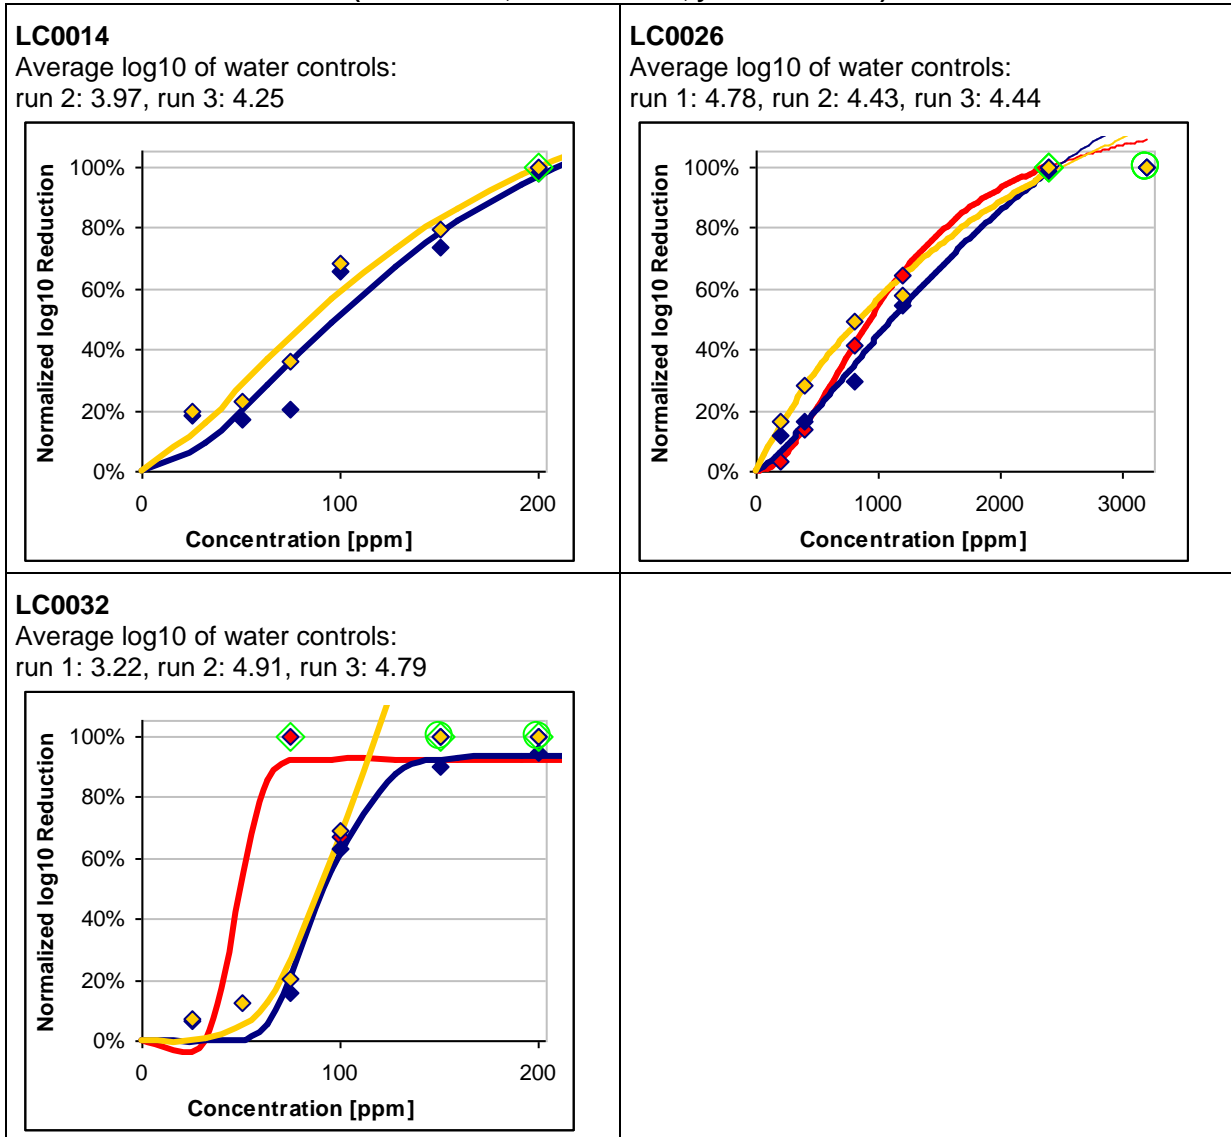 LC0014
Average log10 of water controls:
run 2: 3.97, run 3: 4.25
Normalized log10 Reduction
100%
80%
60%
40%
20%
0%
0 100 200
Concentration [ppm]
LC0026
Average log10 of water controls:
run 1: 4.78, run 2: 4.43, run 3: 4.44
Normalized log10 Reduction
100%
80%
60%
40%
20%
0%
0 1000 2000 3000
Concentration [ppm]
LC0032
Average log10 of water controls:
run 1: 3.22, run 2: 4.91, run 3: 4.79
Normalized log10 Reduction
100%
80%
60%
40%
20%
0%
0 100 200
Concentration [ppm]